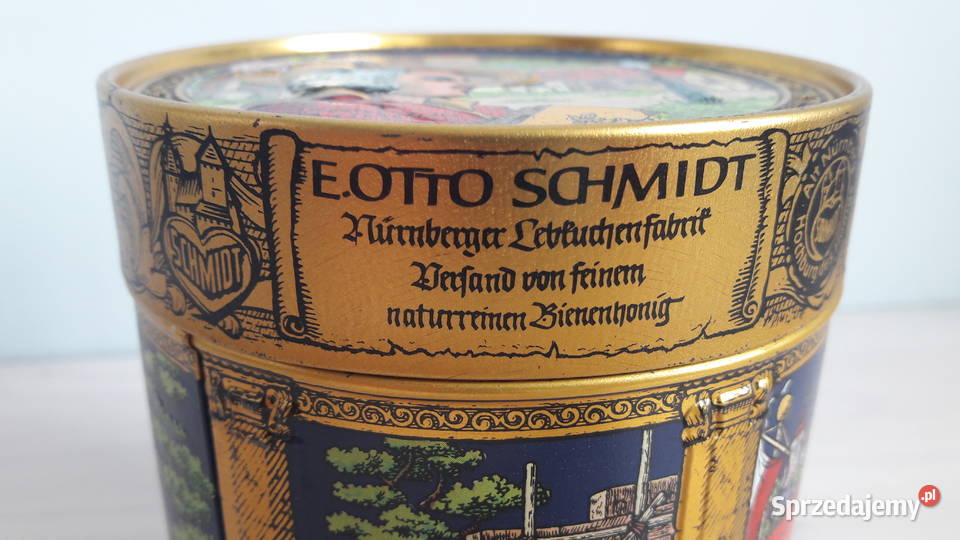 E.OTTO SCHMIDT
Nürnberger Lebkuchenfabrik
Versand von feinem,
naturreinen Bienenhonig
SCHMIDT
Sprzedajemy.pl